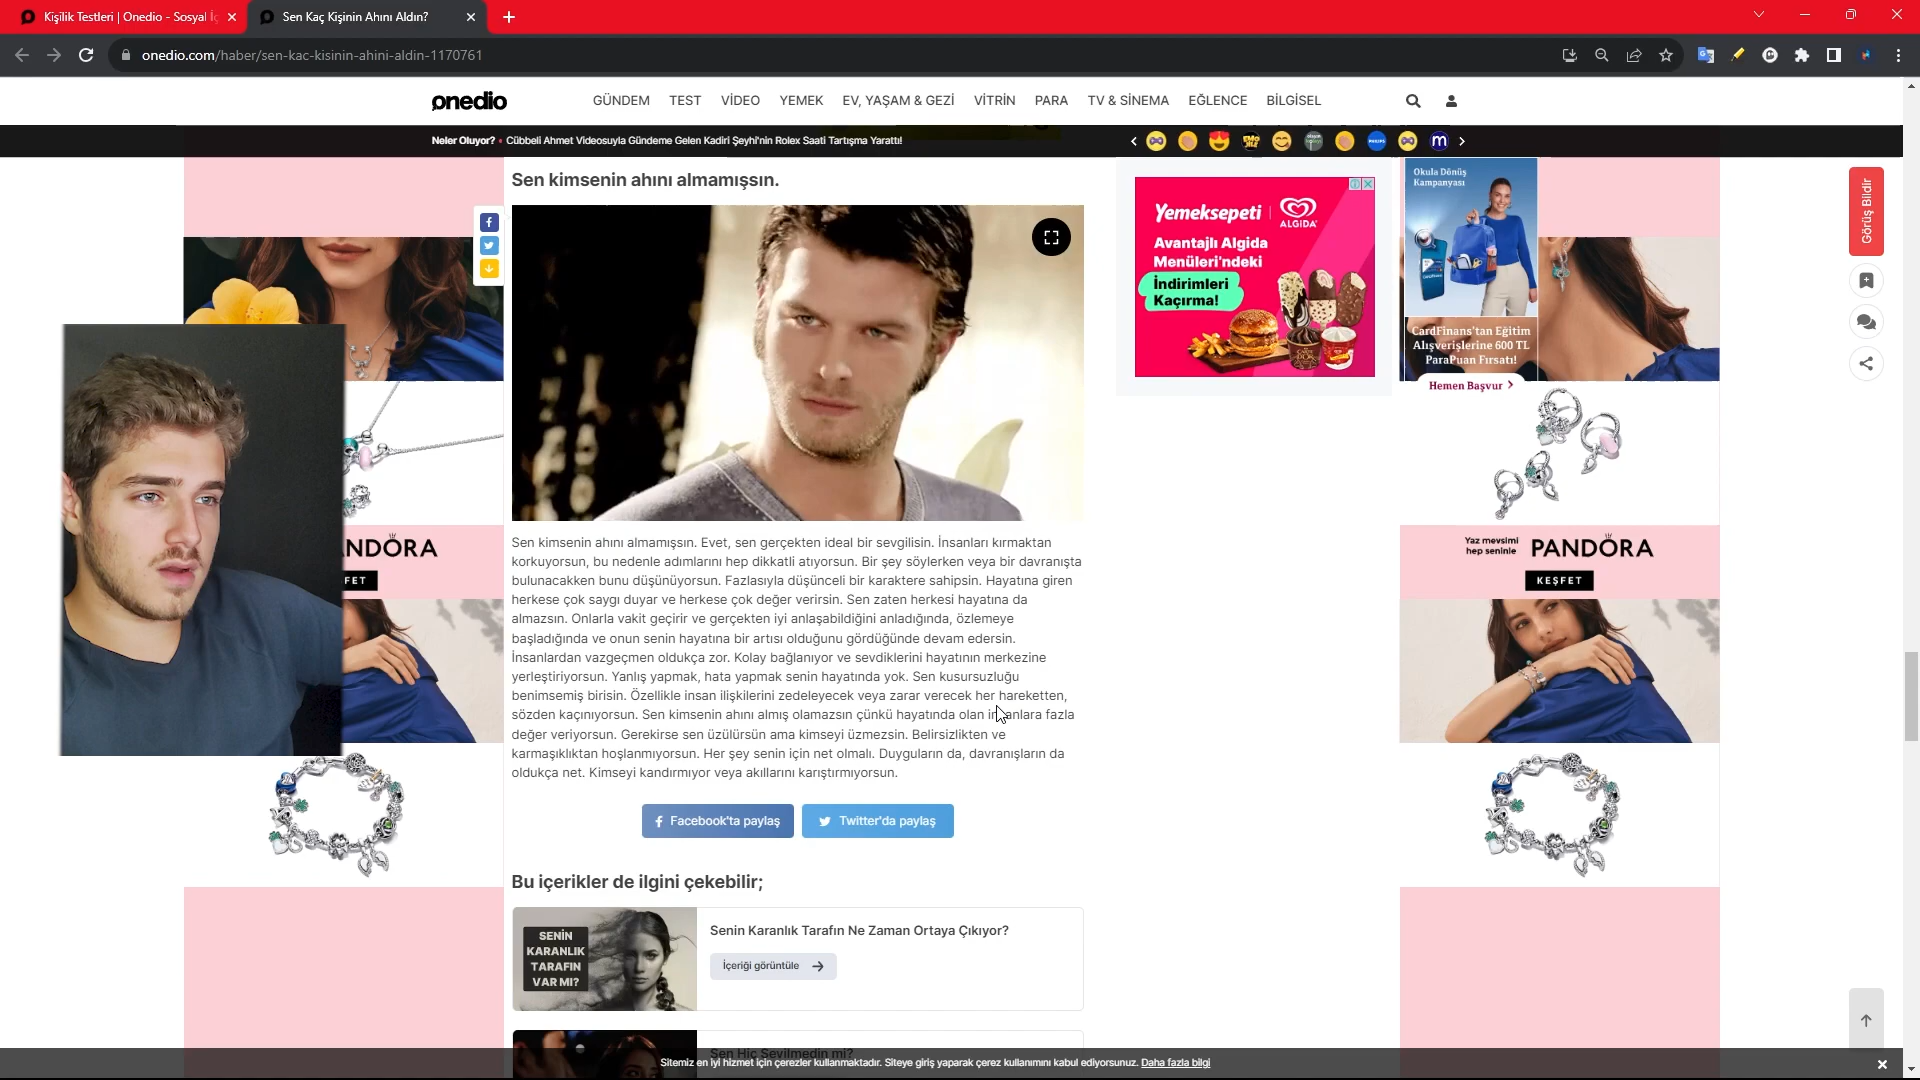 Kişilik Testleri | Onedio - Sosyal İç
Sen Kaç Kişinin Ahını Aldın?
onedio.com/haber/sen-kac-kisinin-ahini-aldin-1170761
onedio
GÜNDEM TEST VİDEO YEMEK EV, YAŞAM & GEZİ VİTRİN PARA TV & SİNEMA EĞLENCE BİLGİSEL
Neler Oluyor? • Cübbeli Ahmet Videosuyla Gündeme Gelen Kadiri Şeyhi'nin Rolex Saati Tartışma Yarattı!
Sen kimsenin ahını almamışsın.
Sen kimsenin ahını almamışsın. Evet, sen gerçekten ideal bir sevgilisin. İnsanları kırmaktan
korkuyorsun, bu nedenle adımlarını hep dikkatli atıyorsun. Bir şey söylerken veya bir davranışta
bulunacakken bunu düşünüyorsun. Fazlasıyla düşünceli bir karaktere sahipsin. Hayatına giren
herkese çok saygı duyar ve herkese çok değer verirsin. Sen zaten herkesi hayatına da
almazsın. Onlarla vakit geçirir ve gerçekten iyi anlaşabildiğini anladığında, özlemeye
başladığında ve onun senin hayatına bir artısı olduğunu gördüğünde devam edersin.
İnsanlardan vazgeçmen oldukça zor. Kolay bağlanıyor ve sevdiklerini hayatının merkezine
yerleştiriyorsun. Yanlış yapmak, hata yapmak senin hayatında yok. Sen kusursuzluğu
benimsemiş birisin. Özellikle insan ilişkilerini zedeleyecek veya zarar verecek her hareketten,
sözden kaçınıyorsun. Sen kimsenin ahını almış olamazsın çünkü hayatında olan insanlara fazla
değer veriyorsun. Gerekirse sen üzülürsün ama kimseyi üzmezsin. Belirsizlikten ve
karmaşıklıktan hoşlanmıyorsun. Her şey senin için net olmalı. Duyguların da, davranışların da
oldukça net. Kimseyi kandırmıyor veya akıllarını karıştırmıyorsun.
Facebook'ta paylaş
Twitter'da paylaş
Bu içerikler de ilgini çekebilir;
SENİN
KARANLIK
TARAFIN
VAR MI?
Senin Karanlık Tarafın Ne Zaman Ortaya Çıkıyor?
İçeriği görüntüle
Sen Hiç Sevilmedin mi?
Sitemiz en iyi hizmet için çerezler kullanmaktadır. Siteye giriş yaparak çerez kullanımını kabul ediyorsunuz. Daha fazla bilgi
Yemeksepeti
ALGIDA
Avantajlı Algida
Menüleri'ndeki
İndirimleri
Kaçırma!
Okula Dönüş
Kampanyası
CardFinans'tan Eğitim
Alışverişlerine 600 TL
ParaPuan Fırsatı!
Hemen Başvur
Görüş Bildir
NDÖRA
FET
Yaz mevsimi
hep seninle
PANDÖRA
KEŞFET